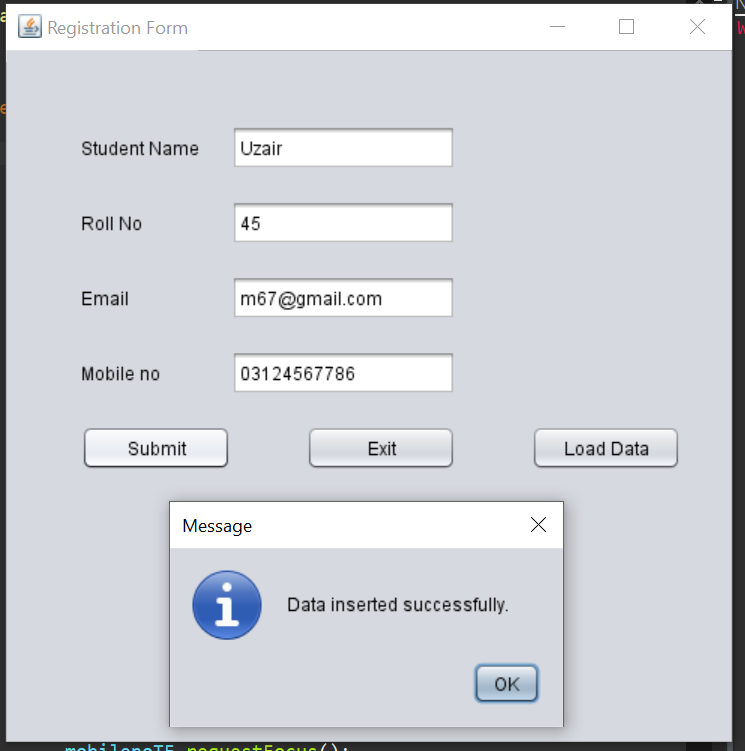 Registration Form
Student Name Uzair
Roll No 45
Email m67@gmail.com
Mobile no 03124567786
Submit Exit Load Data
Message
Data inserted successfully.
OK
mobilenoTF.requestFocus();